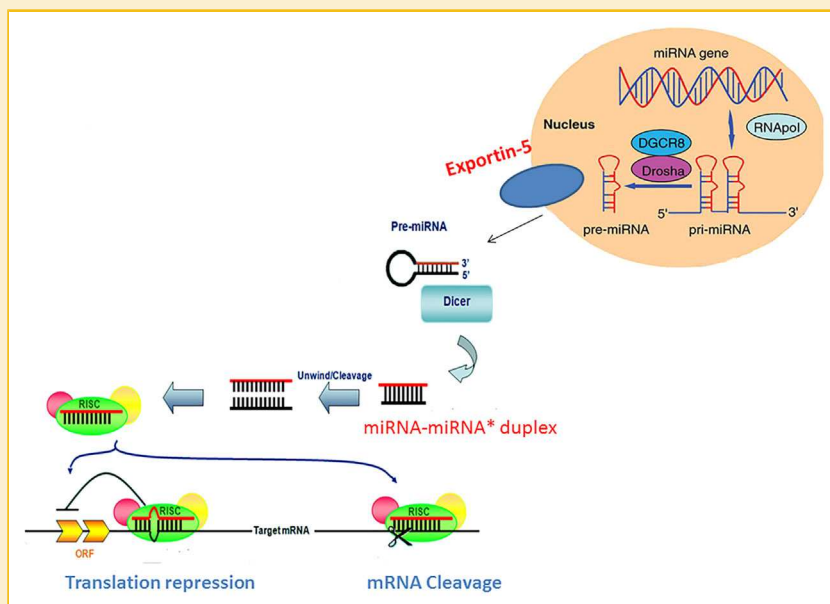 miRNA gene
RNApol
Nucleus
DGCR8
Drosha
Exportin-5
5'
3'
pre-miRNA
pri-miRNA
Pre-miRNA
3'
5'
Dicer
Unwind/Cleavage
miRNA-miRNA* duplex
RISC
RISC
Target mRNA
RISC
ORF
Translation repression
mRNA Cleavage